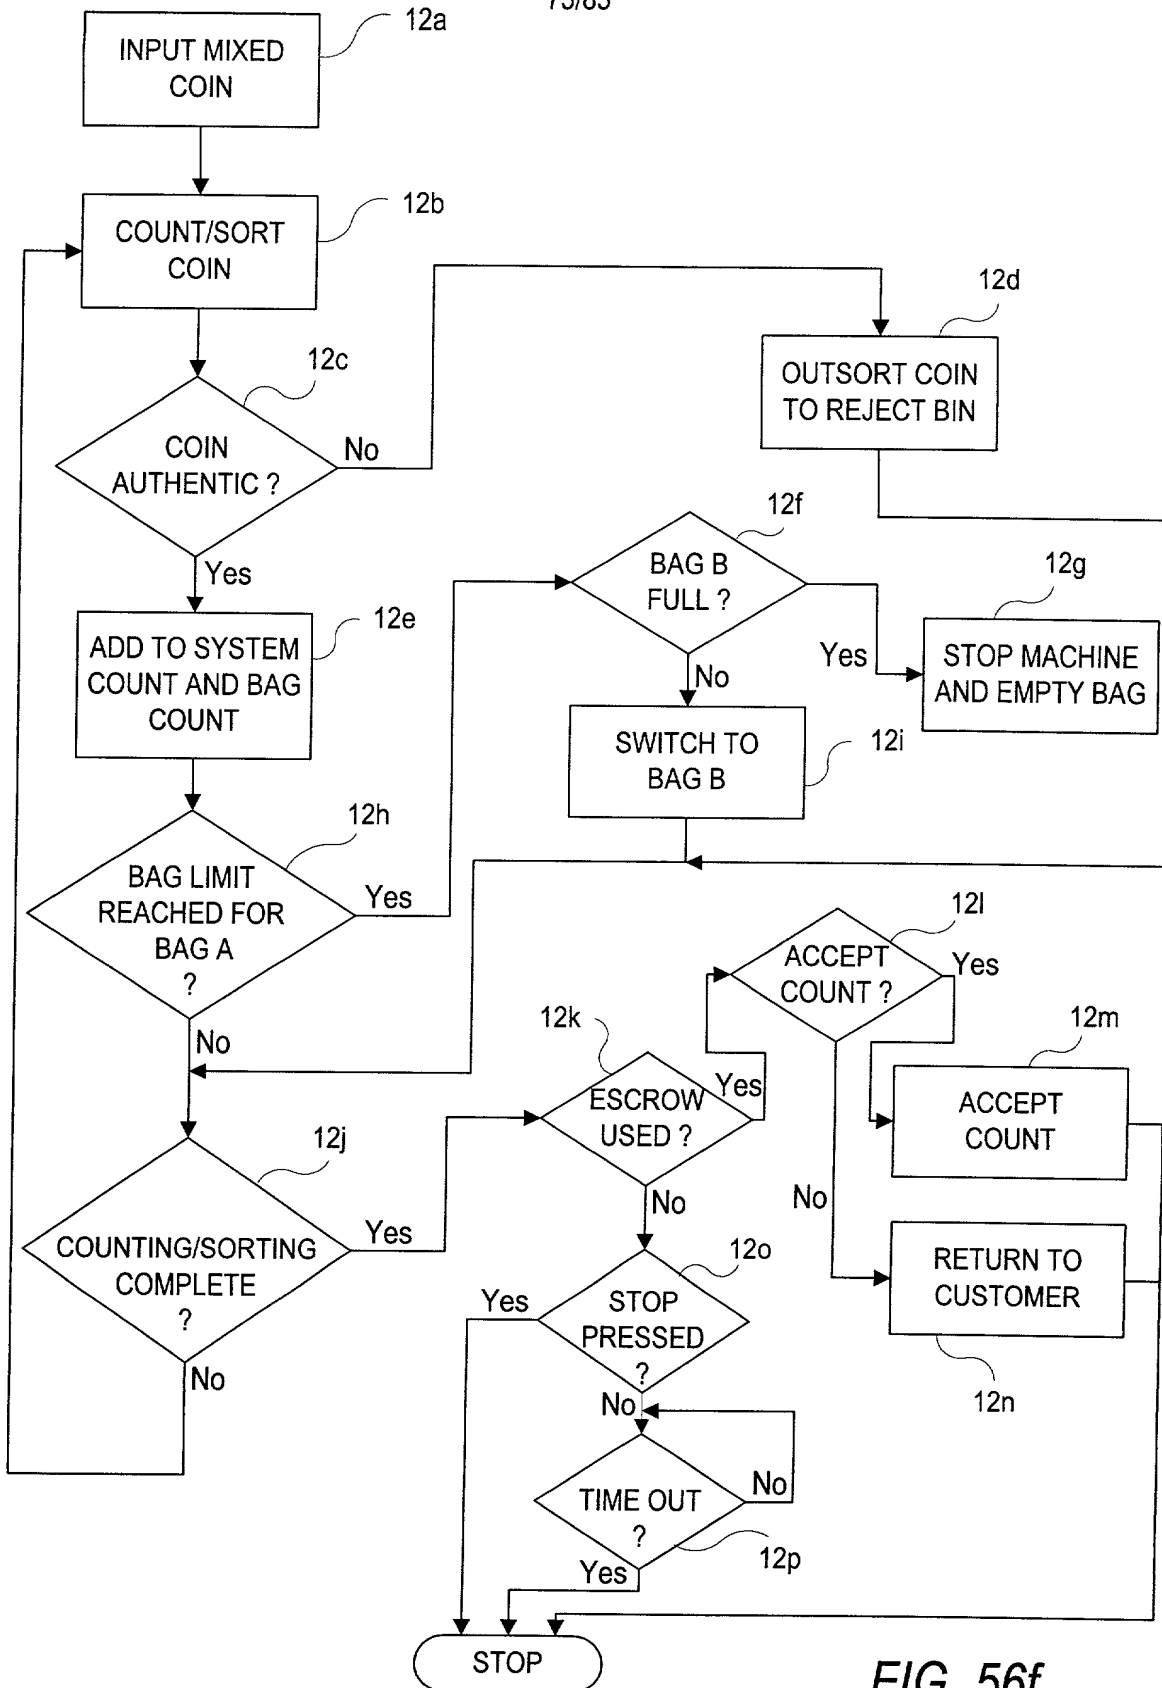 75/85
12a
INPUT MIXED
COIN
12b
COUNT/SORT
COIN
12d
OUTSORT COIN
TO REJECT BIN
12c
COIN
AUTHENTIC ?
No
Yes
12f
BAG B
FULL ?
Yes
No
12g
STOP MACHINE
AND EMPTY BAG
12e
ADD TO SYSTEM
COUNT AND BAG
COUNT
SWITCH TO
BAG B
12i
12h
BAG LIMIT
REACHED FOR
BAG A
?
Yes
No
12l
ACCEPT
COUNT ?
Yes
No
12k
ESCROW
USED ?
Yes
No
12m
ACCEPT
COUNT
12j
COUNTING/SORTING
COMPLETE
?
Yes
No
RETURN TO
CUSTOMER
12n
12o
STOP
PRESSED
?
Yes
No
TIME OUT
?
No
Yes
12p
STOP
FIG. 56f